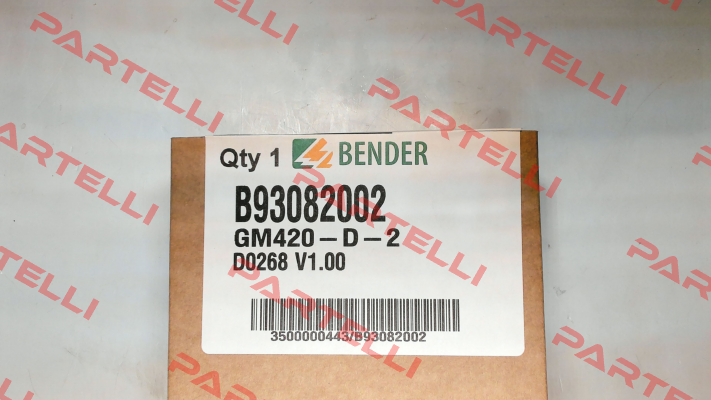 Qty 1 BENDER
B93082002
GM420-D-2
D0268 V1.00
3500000443/B93082002
PARTELLI
PARTELLI
PARTELLI
PARTELLI
PARTELLI
PARTELLI
PARTELLI
PARTELLI
PARTELLI